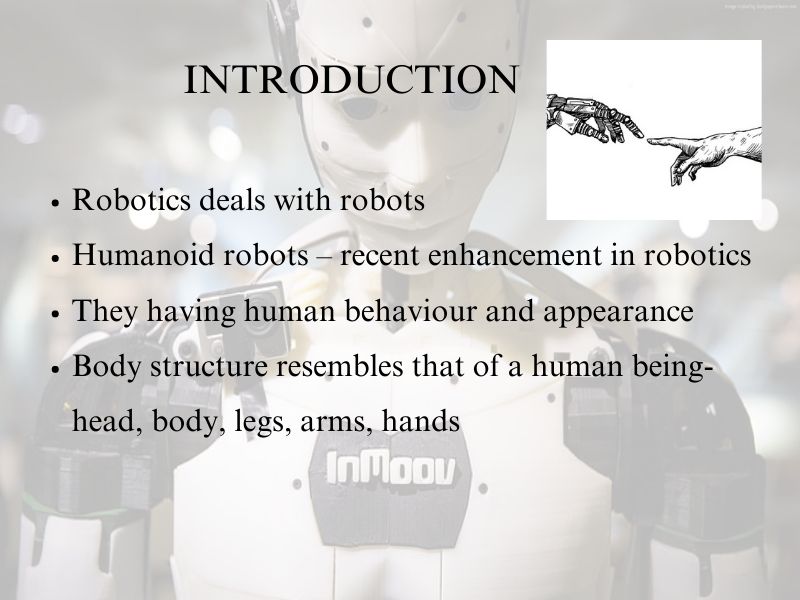 INTRODUCTION
• Robotics deals with robots
• Humanoid robots – recent enhancement in robotics
• They having human behaviour and appearance
• Body structure resembles that of a human being-
head, body, legs, arms, hands
InMoov